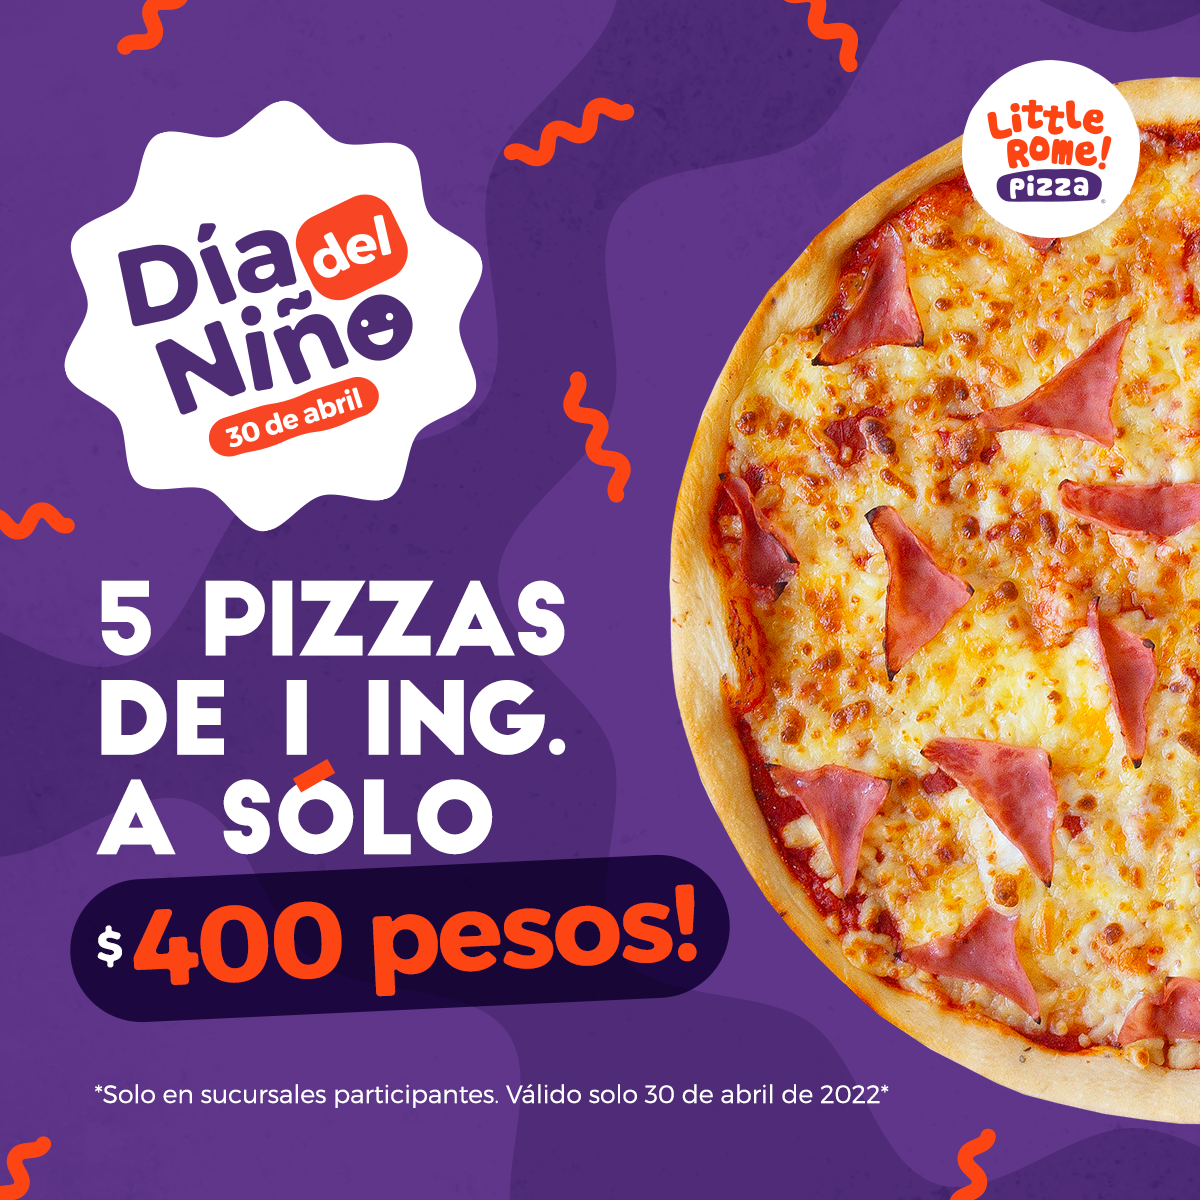 Little
Rome!
Pizza
Día del
Niño
30 de abril
5 PIZZAS
DE 1 ING.
A SÓLO
$400 pesos!
*Solo en sucursales participantes. Válido solo 30 de abril de 2022*